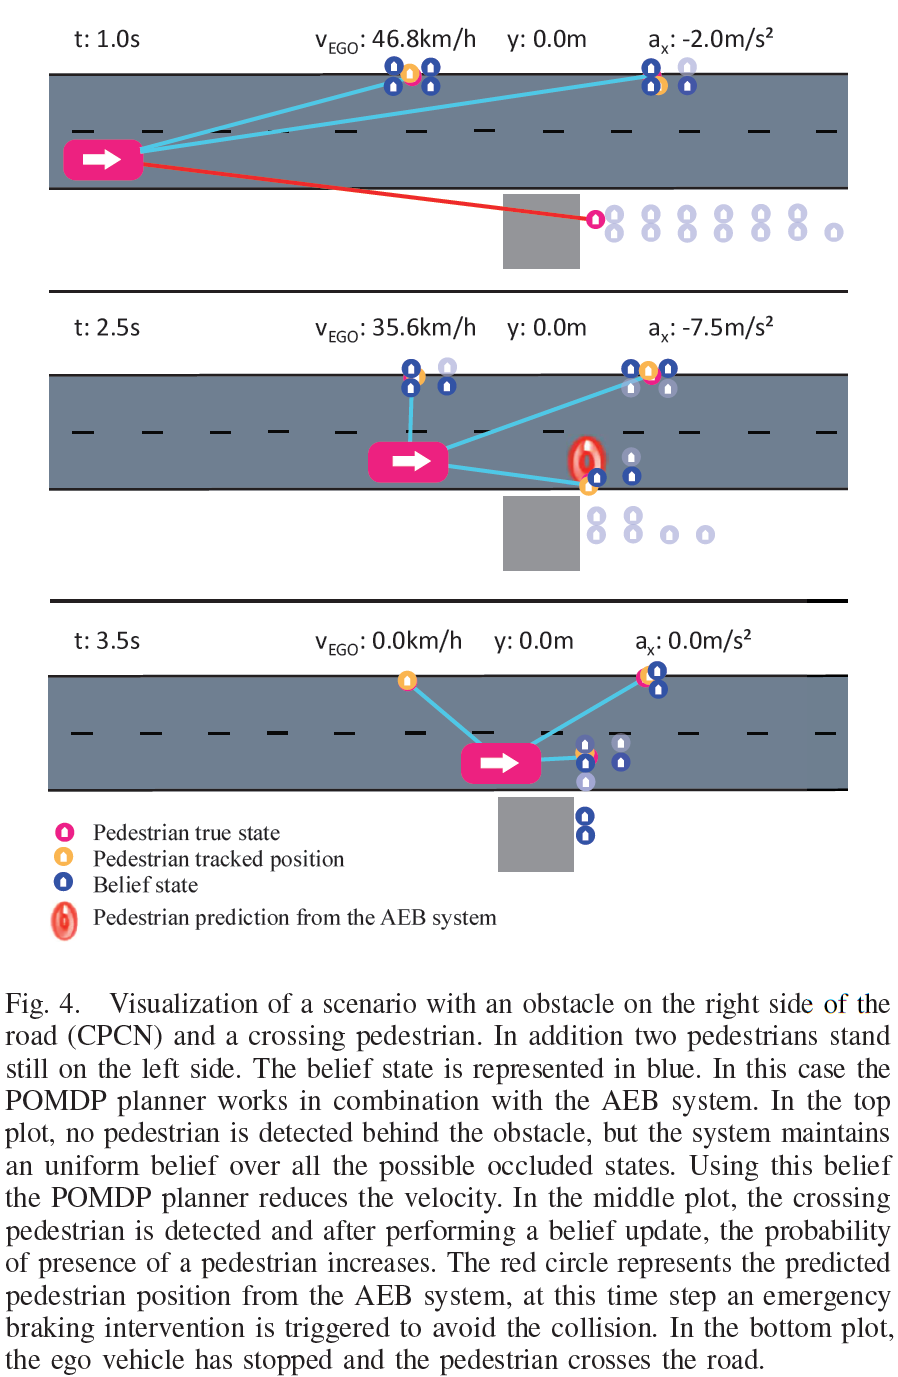 t: 1.0s vEGO: 46.8km/h y: 0.0m ax: -2.0m/s²
t: 2.5s vEGO: 35.6km/h y: 0.0m ax: -7.5m/s²
t: 3.5s vEGO: 0.0km/h y: 0.0m ax: 0.0m/s²
Pedestrian true state
Pedestrian tracked position
Belief state
Pedestrian prediction from the AEB system
Fig. 4. Visualization of a scenario with an obstacle on the right side of the
road (CPCN) and a crossing pedestrian. In addition two pedestrians stand
still on the left side. The belief state is represented in blue. In this case the
POMDP planner works in combination with the AEB system. In the top
plot, no pedestrian is detected behind the obstacle, but the system maintains
an uniform belief over all the possible occluded states. Using this belief
the POMDP planner reduces the velocity. In the middle plot, the crossing
pedestrian is detected and after performing a belief update, the probability
of presence of a pedestrian increases. The red circle represents the predicted
pedestrian position from the AEB system, at this time step an emergency
braking intervention is triggered to avoid the collision. In the bottom plot,
the ego vehicle has stopped and the pedestrian crosses the road.